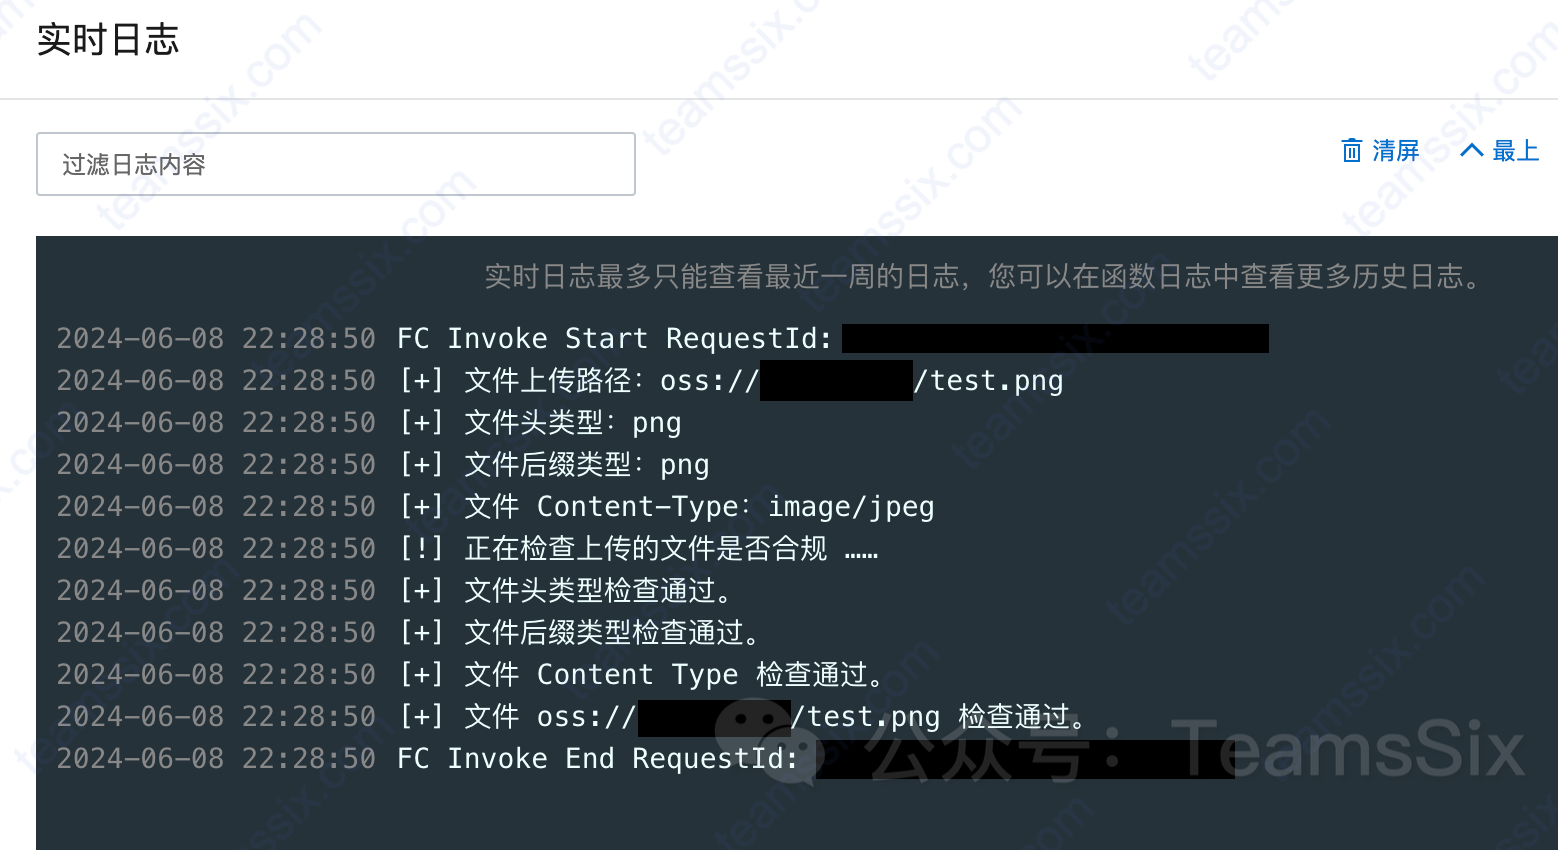 实时日志
过滤日志内容
清屏
最上
实时日志最多只能查看最近一周的日志，您可以在函数日志中查看更多历史日志。
2024-06-08 22:28:50 FC Invoke Start RequestId:
2024-06-08 22:28:50 [+] 文件上传路径：oss:// /test.png
2024-06-08 22:28:50 [+] 文件头类型：png
2024-06-08 22:28:50 [+] 文件后缀类型：png
2024-06-08 22:28:50 [+] 文件 Content-Type：image/jpeg
2024-06-08 22:28:50 [!] 正在检查上传的文件是否合规 ……
2024-06-08 22:28:50 [+] 文件头类型检查通过。
2024-06-08 22:28:50 [+] 文件后缀类型检查通过。
2024-06-08 22:28:50 [+] 文件 Content Type 检查通过。
2024-06-08 22:28:50 [+] 文件 oss:// /test.png 检查通过。
2024-06-08 22:28:50 FC Invoke End RequestId:
公众号：TeamsSix
teamssix.com